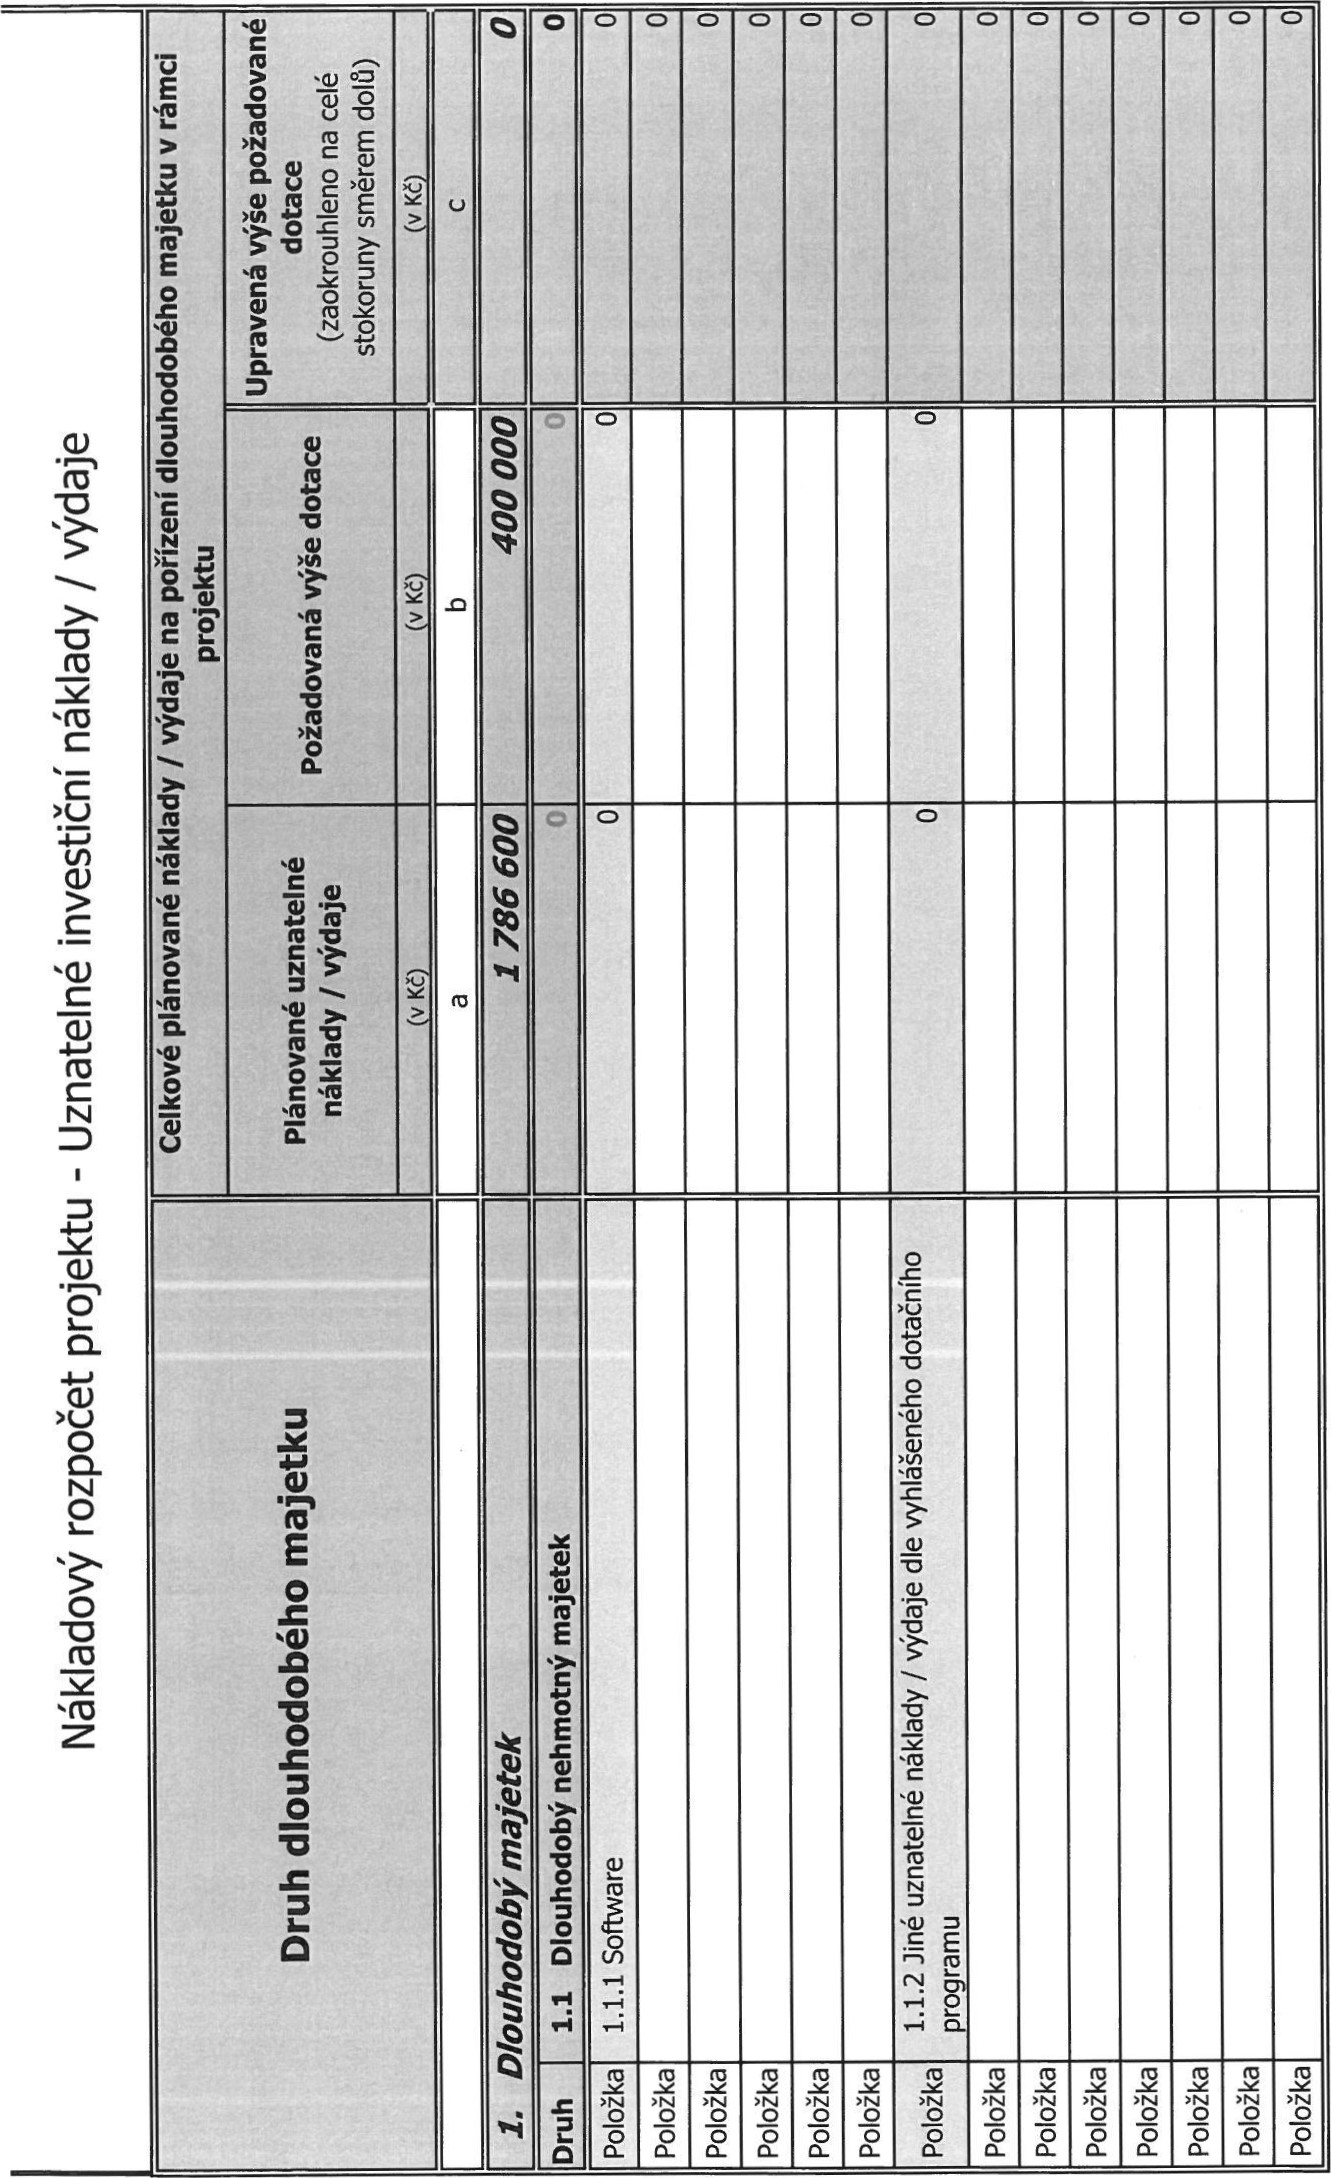 Nákladový rozpočet projektu - Uznatelné investiční náklady / výdaje
Druh dlouhodobého majetku
Celkové plánované náklady / výdaje na pořízení dlouhodobého majetku v rámci
projektu
Plánované uznatelné
náklady / výdaje
(v Kč)
Požadovaná výše dotace
(v Kč)
Upravená výše požadované
dotace
(zaokrouhleno na celé
stokoruny směrem dolů)
(v Kč)
a b c
1. Dlouhodobý majetek 1 786 600 400 000 0
Druh 1.1 Dlouhodobý nehmotný majetek 0 0 0
Položka 1.1.1 Software 0 0 0
Položka 0
Položka 0
Položka 0
Položka 0
Položka 0
Položka 1.1.2 Jiné uznatelné náklady / výdaje dle vyhlášeného dotačního
programu 0 0 0
Položka 0
Položka 0
Položka 0
Položka 0
Položka 0
Položka 0
Položka 0